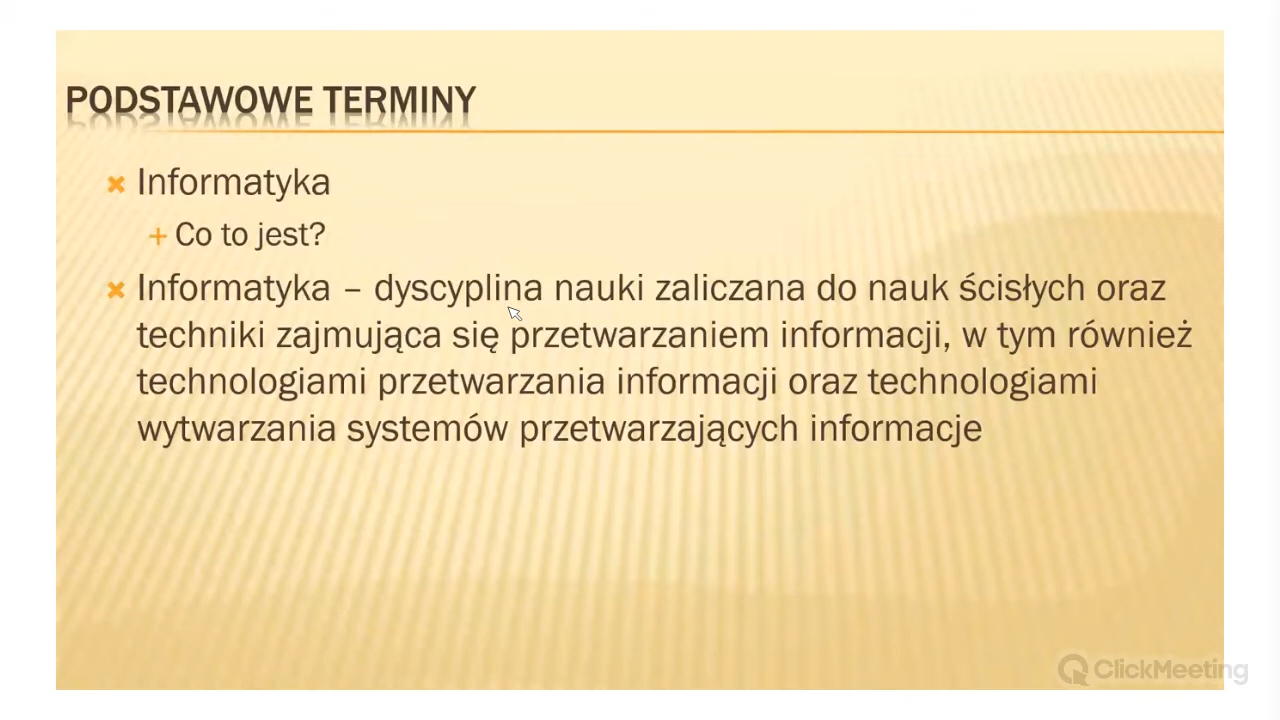 PODSTAWOWE TERMINY
Informatyka
Co to jest?
Informatyka – dyscyplina nauki zaliczana do nauk ścisłych oraz
techniki zajmująca się przetwarzaniem informacji, w tym również
technologiami przetwarzania informacji oraz technologiami
wytwarzania systemów przetwarzających informacje
ClickMeeting